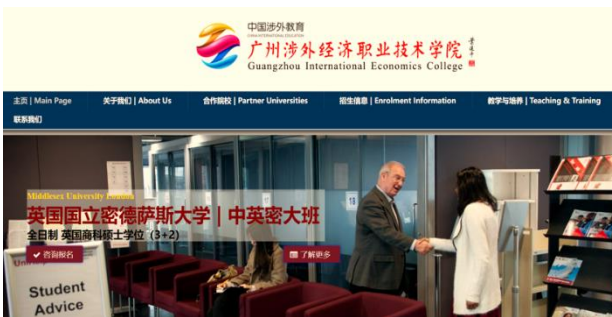 中国涉外教育
CHINA INTERNATIONAL EDUCATION
广州涉外经济职业技术学院
Guangzhou International Economics College
主页 | Main Page
关于我们 | About Us
合作院校 | Partner Universities
招生信息 | Enrolment Information
教学与培养 | Teaching & Training
联系我们
Middlesex University London
英国国立密德萨斯大学 | 中英密大班
全日制 英国商科硕士学位（3+2）
咨询报名
了解更多
Student
Advice